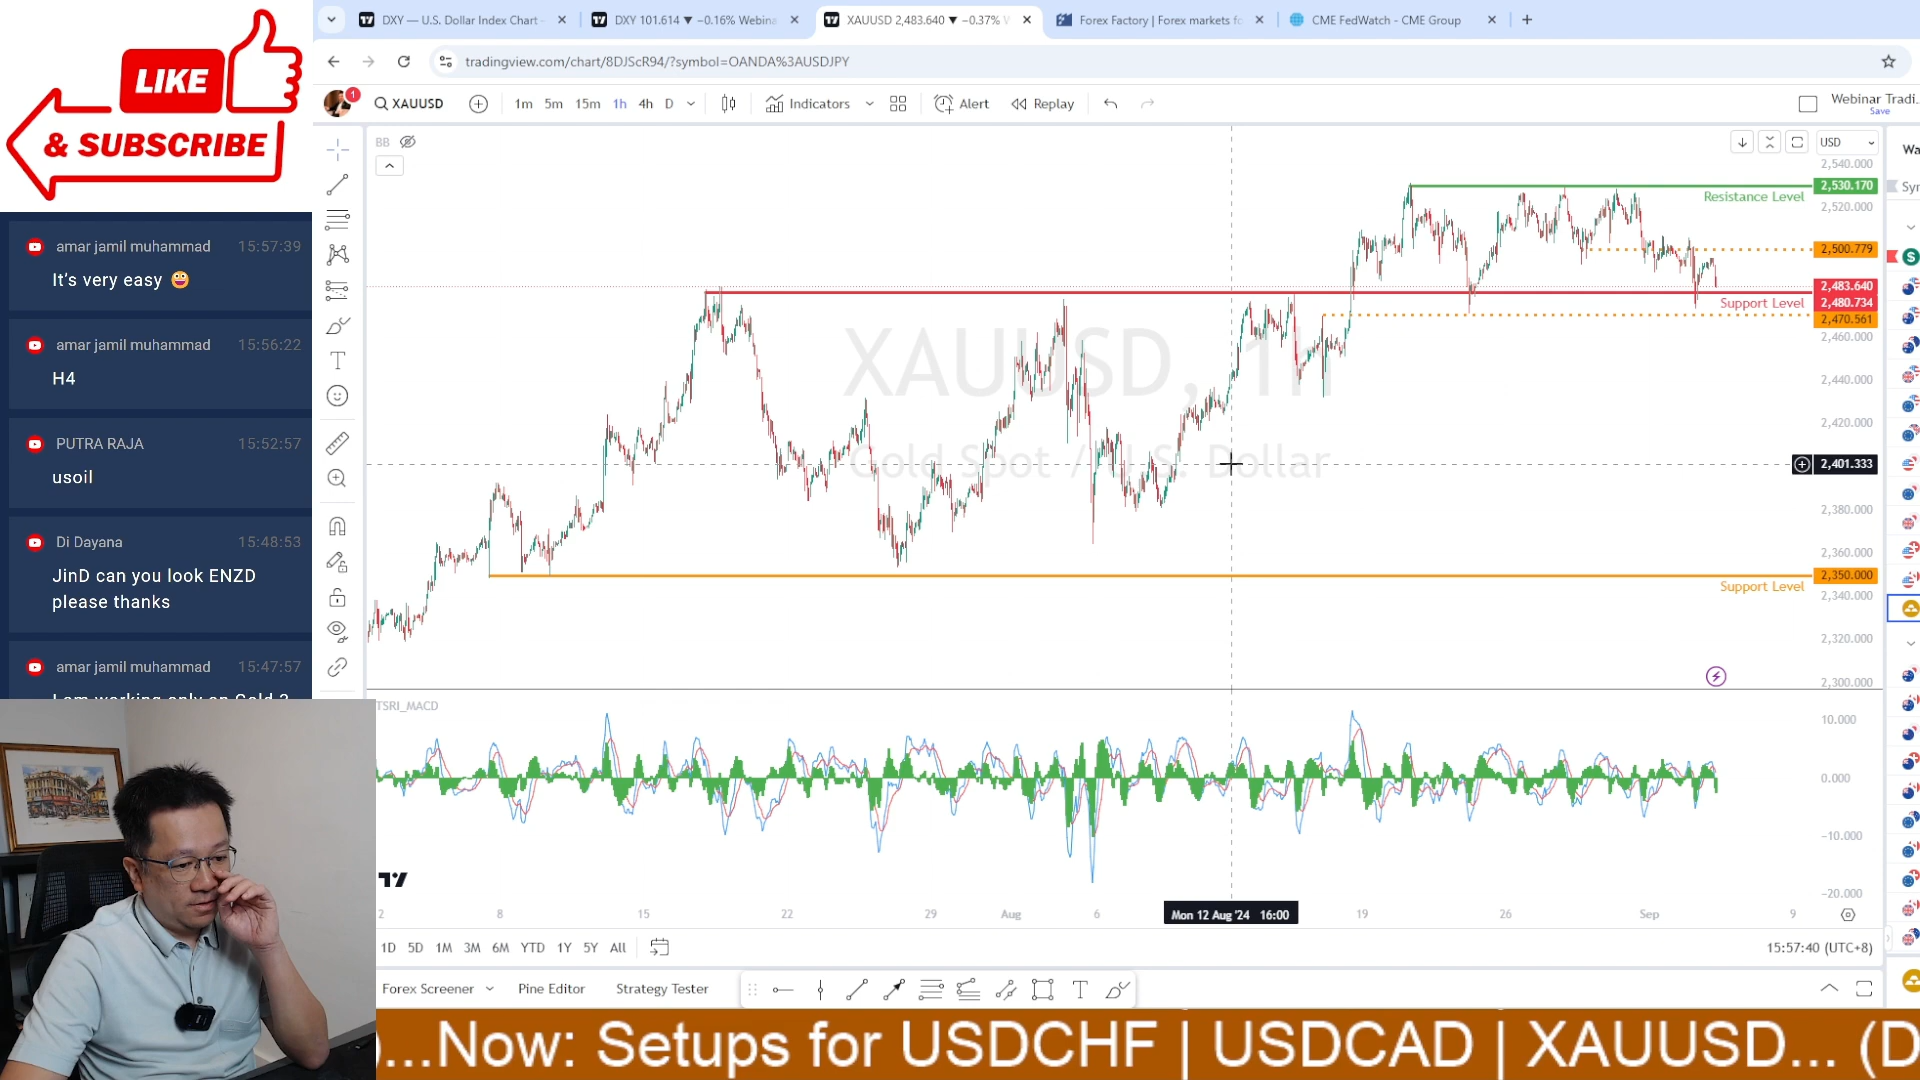 LIKE
& SUBSCRIBE
amar jamil muhammad 15:57:39
It's very easy 😀
amar jamil muhammad 15:56:22
H4
PUTRA RAJA 15:52:57
usoil
Di Dayana 15:48:53
JinD can you look ENZD
please thanks
amar jamil muhammad 15:47:57
DXY — U.S. Dollar Index Chart
DXY 101.614 ▼ −0.16% Webina
XAUUSD 2,483.640 ▼ −0.37%
Forex Factory | Forex markets fo
CME FedWatch - CME Group
tradingview.com/chart/8DJScR94/?symbol=OANDA%3AUSDJPY
1
XAUUSD
1m 5m 15m 1h 4h D
Indicators
Alert
Replay
Webinar Tradi...
Save
BB
USD
Wa
Syr
XAUUSD, 1h
Gold Spot / U.S. Dollar
Resistance Level
Support Level
Support Level
2,540.000
2,530.170
2,520.000
2,500.779
2,483.640
2,480.734
2,470.561
2,460.000
2,440.000
2,420.000
2,401.333
2,380.000
2,360.000
2,350.000
2,340.000
2,320.000
2,300.000
TSRI_MACD
10.000
0.000
−10.000
−20.000
2 8 15 22 29 Aug 6 Mon 12 Aug '24 16:00 19 26 Sep 9
1D 5D 1M 3M 6M YTD 1Y 5Y All
15:57:40 (UTC+8)
Forex Screener
Pine Editor
Strategy Tester
)...Now: Setups for USDCHF | USDCAD | XAUUSD... (D